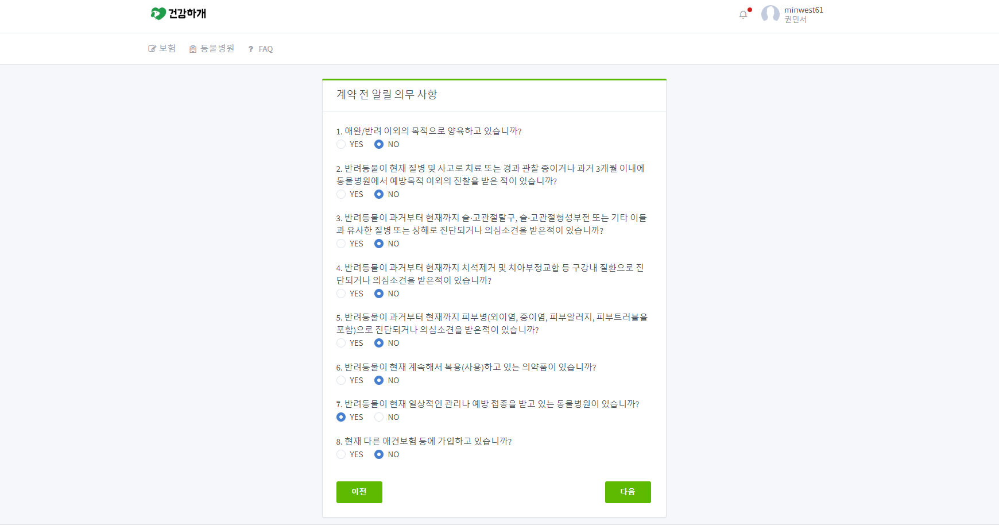 건강하개
minwest61
권민서
보험
동물병원
? FAQ
계약 전 알릴 의무 사항
1. 애완/반려 이외의 목적으로 양육하고 있습니까?
YES NO
2. 반려동물이 현재 질병 및 사고로 치료 또는 경과 관찰 중이거나 과거 3개월 이내에
동물병원에서 예방목적 이외의 진찰을 받은 적이 있습니까?
YES NO
3. 반려동물이 과거부터 현재까지 슬·고관절탈구, 슬·고관절형성부전 또는 기타 이들
과 유사한 질병 또는 상해로 진단되거나 의심소견을 받은적이 있습니까?
YES NO
4. 반려동물이 과거부터 현재까지 치석제거 및 치아부정교합 등 구강내 질환으로 진
단되거나 의심소견을 받은적이 있습니까?
YES NO
5. 반려동물이 과거부터 현재까지 피부병(외이염, 중이염, 피부알러지, 피부트러블을
포함)으로 진단되거나 의심소견을 받은적이 있습니까?
YES NO
6. 반려동물이 현재 계속해서 복용(사용)하고 있는 의약품이 있습니까?
YES NO
7. 반려동물이 현재 일상적인 관리나 예방 접종을 받고 있는 동물병원이 있습니까?
YES NO
8. 현재 다른 애견보험 등에 가입하고 있습니까?
YES NO
이전
다음